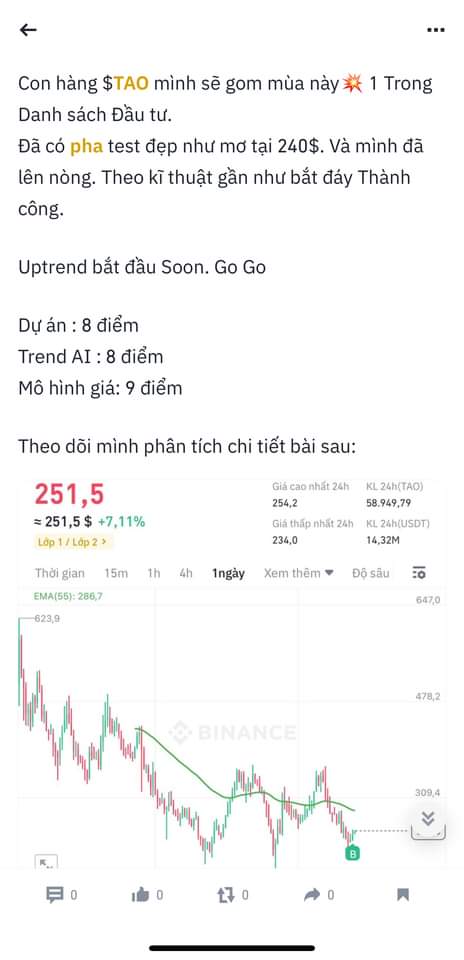 Con hàng $TAO mình sẽ gom mùa này💥 1 Trong
Danh sách Đầu tư.
Đã có pha test đẹp như mơ tại 240$. Và mình đã
lên nòng. Theo kĩ thuật gần như bắt đáy Thành
công.
Uptrend bắt đầu Soon. Go Go
Dự án : 8 điểm
Trend AI : 8 điểm
Mô hình giá: 9 điểm
Theo dõi mình phân tích chi tiết bài sau:
251,5
≈ 251,5 $ +7,11%
Lớp 1 / Lớp 2 >
Giá cao nhất 24h KL 24h(TAO)
254,2 58.949,79
Giá thấp nhất 24h KL 24h(USDT)
234,0 14,32M
Thời gian 15m 1h 4h 1ngày Xem thêm Độ sâu
EMA(55): 286,7
647,0
623,9
478,2
BINANCE
309,4
B
0 0 0 0